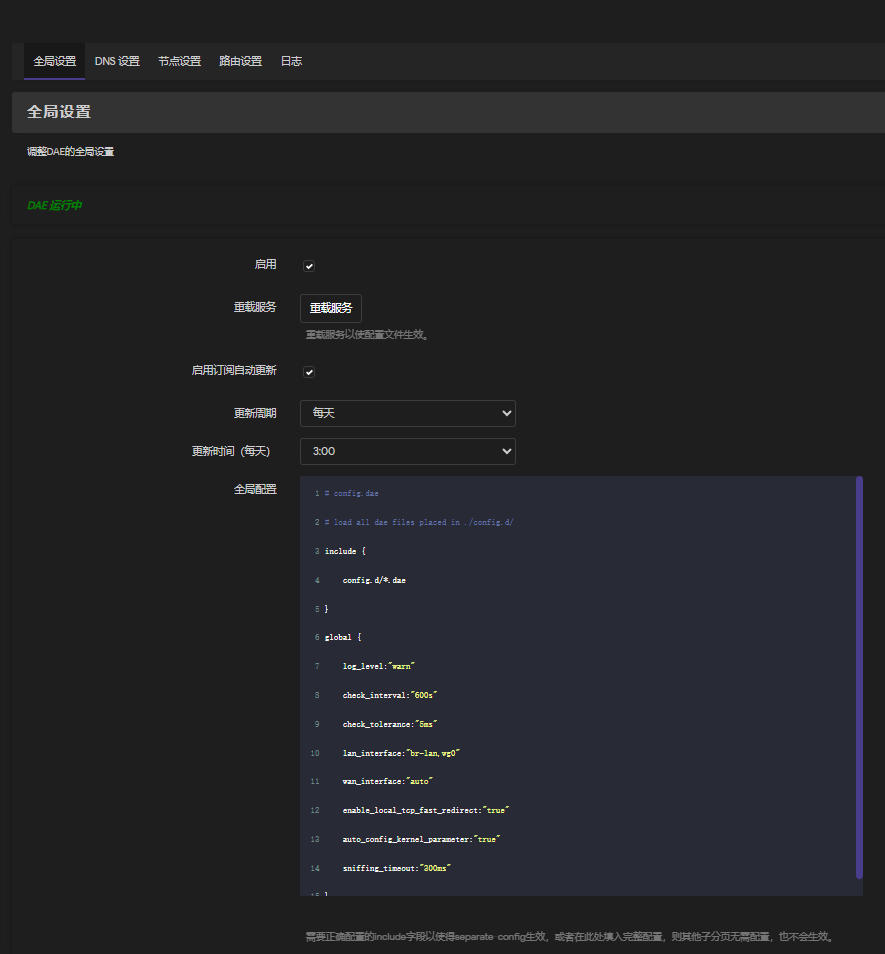 全局设置 DNS 设置 节点设置 路由设置 日志
全局设置
调整DAE的全局设置
DAE 运行中
启用
重载服务 重载服务
重载服务以使配置文件生效。
启用订阅自动更新
更新周期 每天
更新时间（每天） 3:00
全局配置
1 # config.dae
2 # load all dae files placed in ./config.d/
3 include {
4 config.d/*.dae
5 }
6 global {
7 log_level:"warn"
8 check_interval:"600s"
9 check_tolerance:"5ms"
10 lan_interface:"br-lan,wg0"
11 wan_interface:"auto"
12 enable_local_tcp_fast_redirect:"true"
13 auto_config_kernel_parameter:"true"
14 sniffing_timeout:"300ms"
15 }
需要正确配置的include字段以使得separate config生效，或者在此处填入完整配置，则其他子分页无需配置，也不会生效。